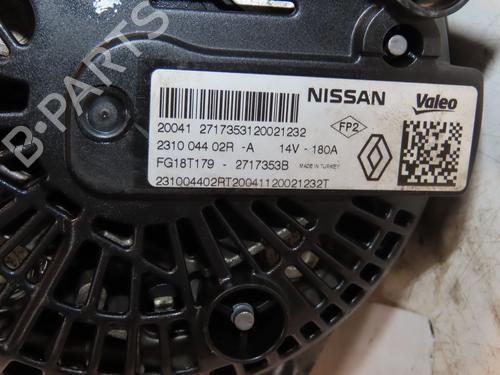 NISSAN
Valeo
20041 2717353120021232
FP2
2310 044 02R -A 14V - 180A
FG18T179 - 2717353B MADE IN TURKEY
231004402RT20041120021232T
B-PARTS